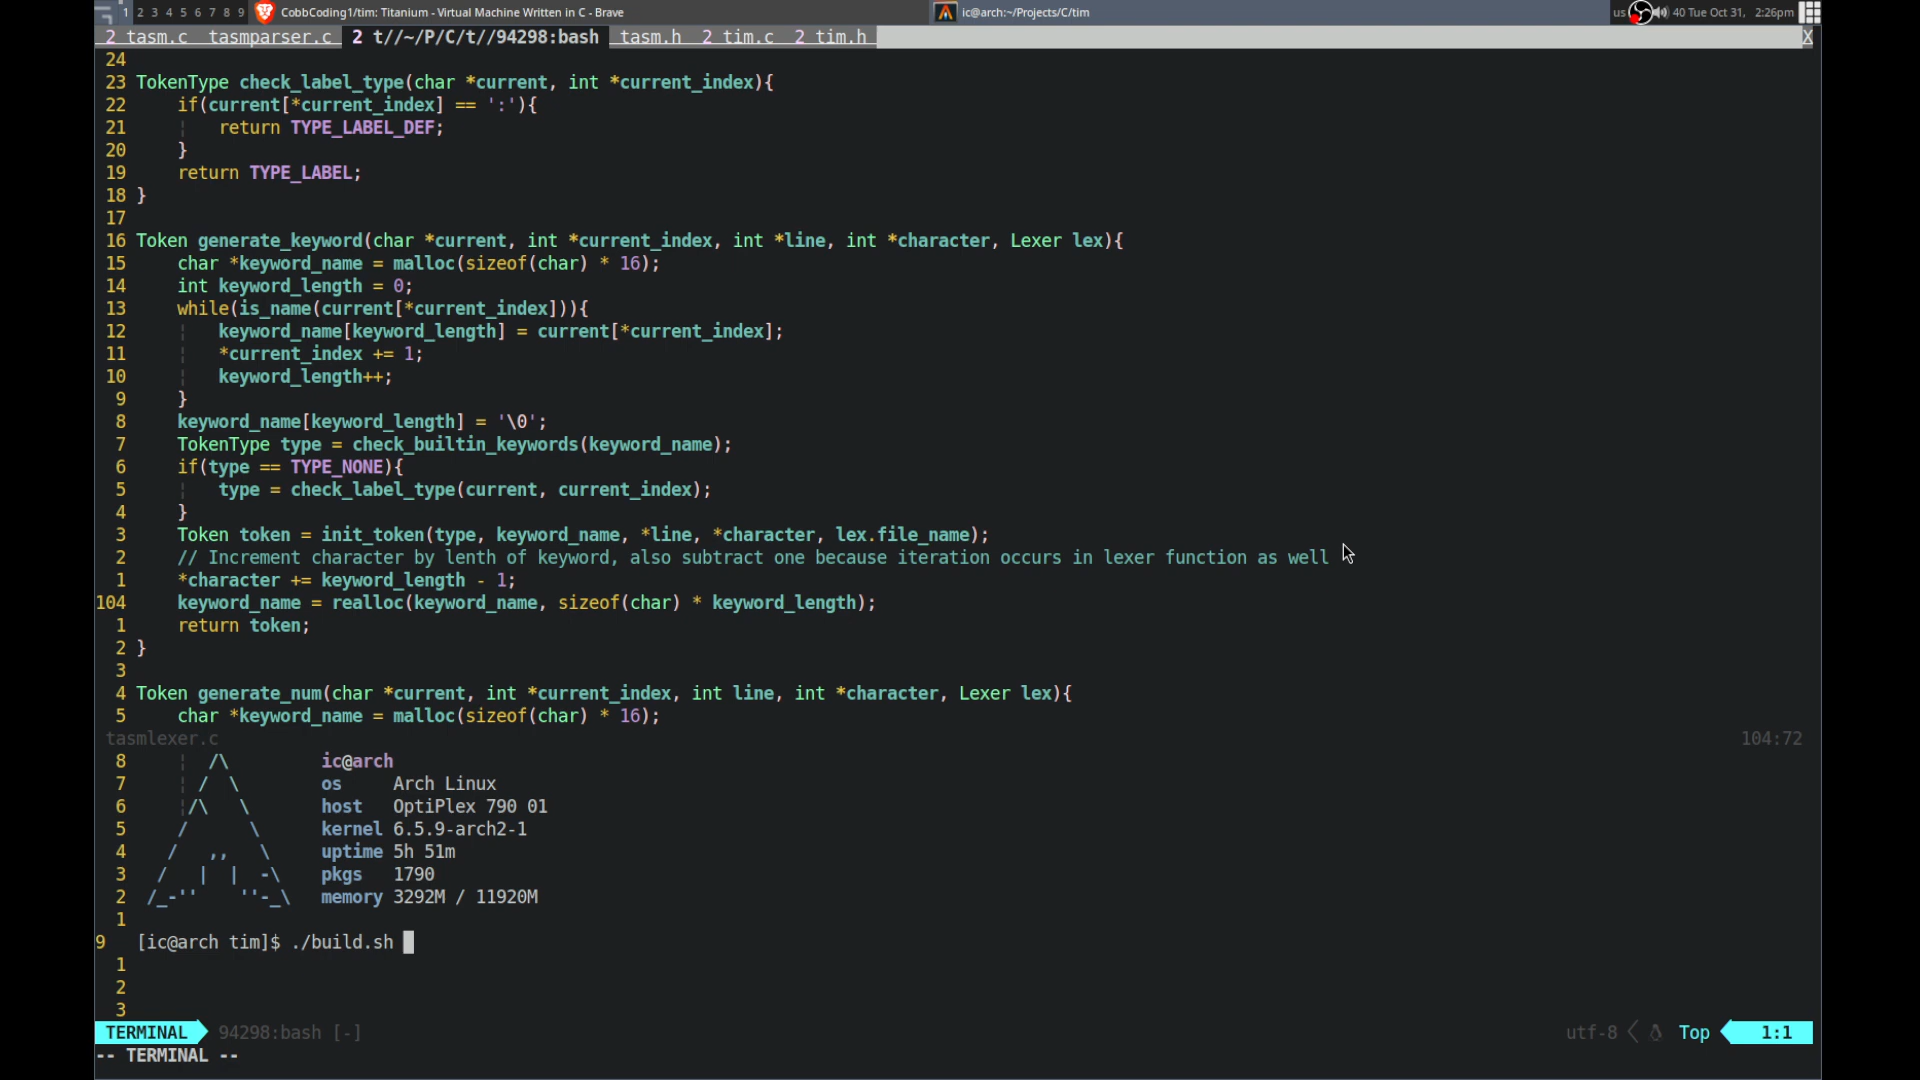 1 2 3 4 5 6 7 8 9 CobbCoding1/tim: Titanium - Virtual Machine Written in C - Brave ic@arch:~/Projects/C/tim us 40 Tue Oct 31, 2:26pm
2 tasm.c tasmparser.c 2 t//~/P/C/t//94298:bash tasm.h 2 tim.c 2 tim.h X
24
23 TokenType check_label_type(char *current, int *current_index){
22 if(current[*current_index] == ':'){
21 ¦ return TYPE_LABEL_DEF;
20 }
19 return TYPE_LABEL;
18 }
17
16 Token generate_keyword(char *current, int *current_index, int *line, int *character, Lexer lex){
15 char *keyword_name = malloc(sizeof(char) * 16);
14 int keyword_length = 0;
13 while(is_name(current[*current_index])){
12 ¦ keyword_name[keyword_length] = current[*current_index];
11 ¦ *current_index += 1;
10 ¦ keyword_length++;
9 }
8 keyword_name[keyword_length] = '\0';
7 TokenType type = check_builtin_keywords(keyword_name);
6 if(type == TYPE_NONE){
5 ¦ type = check_label_type(current, current_index);
4 }
3 Token token = init_token(type, keyword_name, *line, *character, lex.file_name);
2 // Increment character by lenth of keyword, also subtract one because iteration occurs in lexer function as well
1 *character += keyword_length - 1;
104 keyword_name = realloc(keyword_name, sizeof(char) * keyword_length);
1 return token;
2 }
3
4 Token generate_num(char *current, int *current_index, int line, int *character, Lexer lex){
5 char *keyword_name = malloc(sizeof(char) * 16);
tasmlexer.c 104:72
8 ¦ /\ ic@arch
7 ¦ / \ os Arch Linux
6 ¦/\ \ host OptiPlex 790 01
5 / \ kernel 6.5.9-arch2-1
4 / ,, \ uptime 5h 51m
3 / | | -\ pkgs 1790
2 /_-'' ''-_\ memory 3292M / 11920M
1
9 [ic@arch tim]$ ./build.sh
1
2
3
TERMINAL 94298:bash [-] utf-8 Top 1:1
-- TERMINAL --